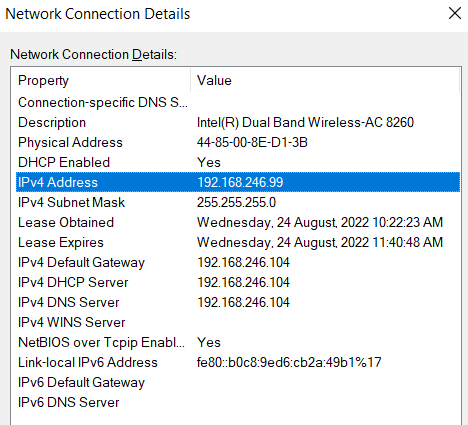 Network Connection Details
Network Connection Details:
Property Value
Connection-specific DNS S...
Description Intel(R) Dual Band Wireless-AC 8260
Physical Address 44-85-00-8E-D1-3B
DHCP Enabled Yes
IPv4 Address 192.168.246.99
IPv4 Subnet Mask 255.255.255.0
Lease Obtained Wednesday, 24 August, 2022 10:22:23 AM
Lease Expires Wednesday, 24 August, 2022 11:40:48 AM
IPv4 Default Gateway 192.168.246.104
IPv4 DHCP Server 192.168.246.104
IPv4 DNS Server 192.168.246.104
IPv4 WINS Server
NetBIOS over Tcpip Enabl... Yes
Link-local IPv6 Address fe80::b0c8:9ed6:cb2a:49b1%17
IPv6 Default Gateway
IPv6 DNS Server